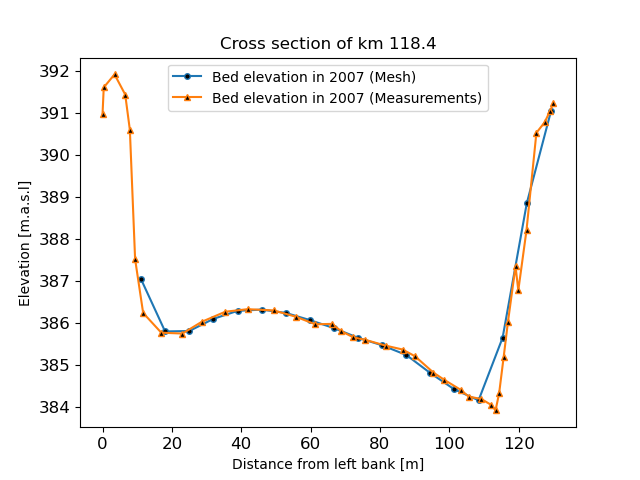 Cross section of km 118.4
Bed elevation in 2007 (Mesh)
Bed elevation in 2007 (Measurements)
Elevation [m.a.s.l]
392
391
390
389
388
387
386
385
384
0 20 40 60 80 100 120
Distance from left bank [m]